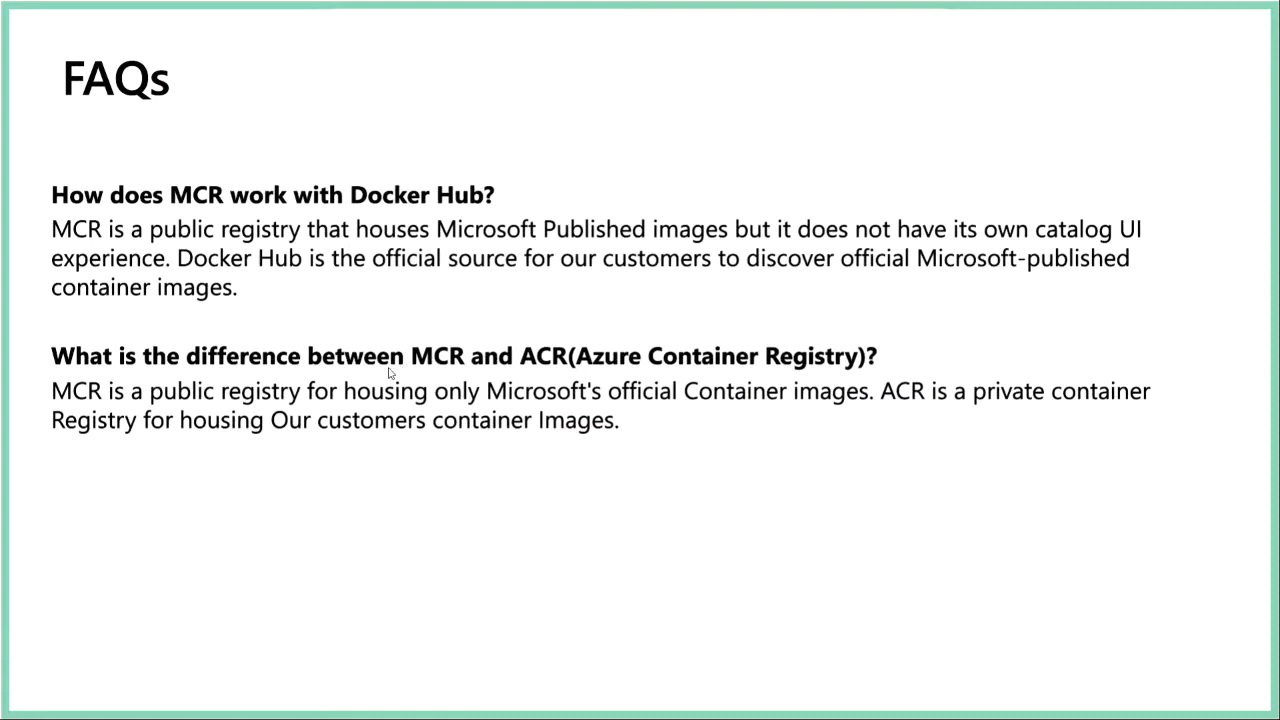 FAQs
How does MCR work with Docker Hub?
MCR is a public registry that houses Microsoft Published images but it does not have its own catalog UI
experience. Docker Hub is the official source for our customers to discover official Microsoft-published
container images.
What is the difference between MCR and ACR(Azure Container Registry)?
MCR is a public registry for housing only Microsoft's official Container images. ACR is a private container
Registry for housing Our customers container Images.